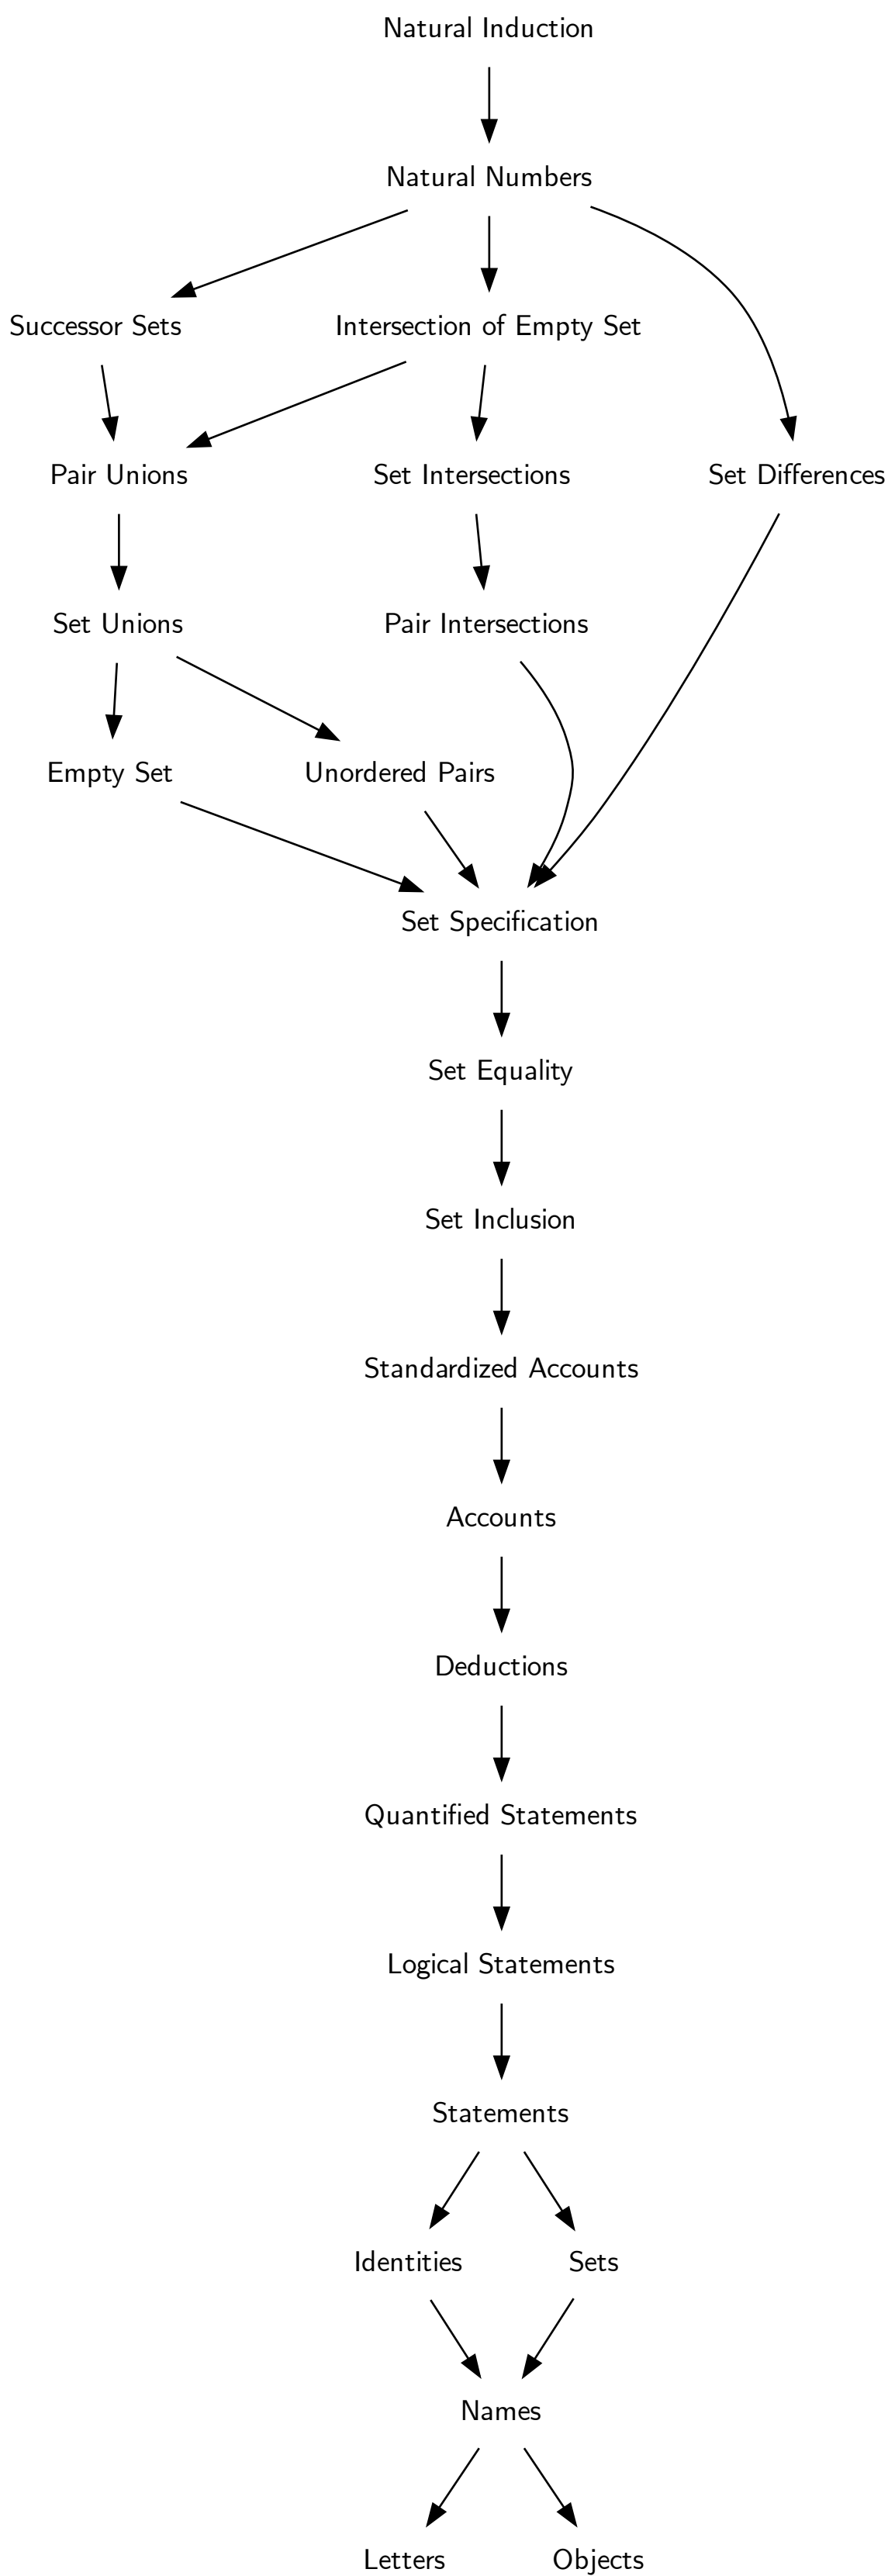 Natural Induction
Natural Numbers
Successor Sets
Intersection of Empty Set
Pair Unions
Set Intersections
Set Differences
Set Unions
Pair Intersections
Empty Set
Unordered Pairs
Set Specification
Set Equality
Set Inclusion
Standardized Accounts
Accounts
Deductions
Quantified Statements
Logical Statements
Statements
Identities
Sets
Names
Letters
Objects